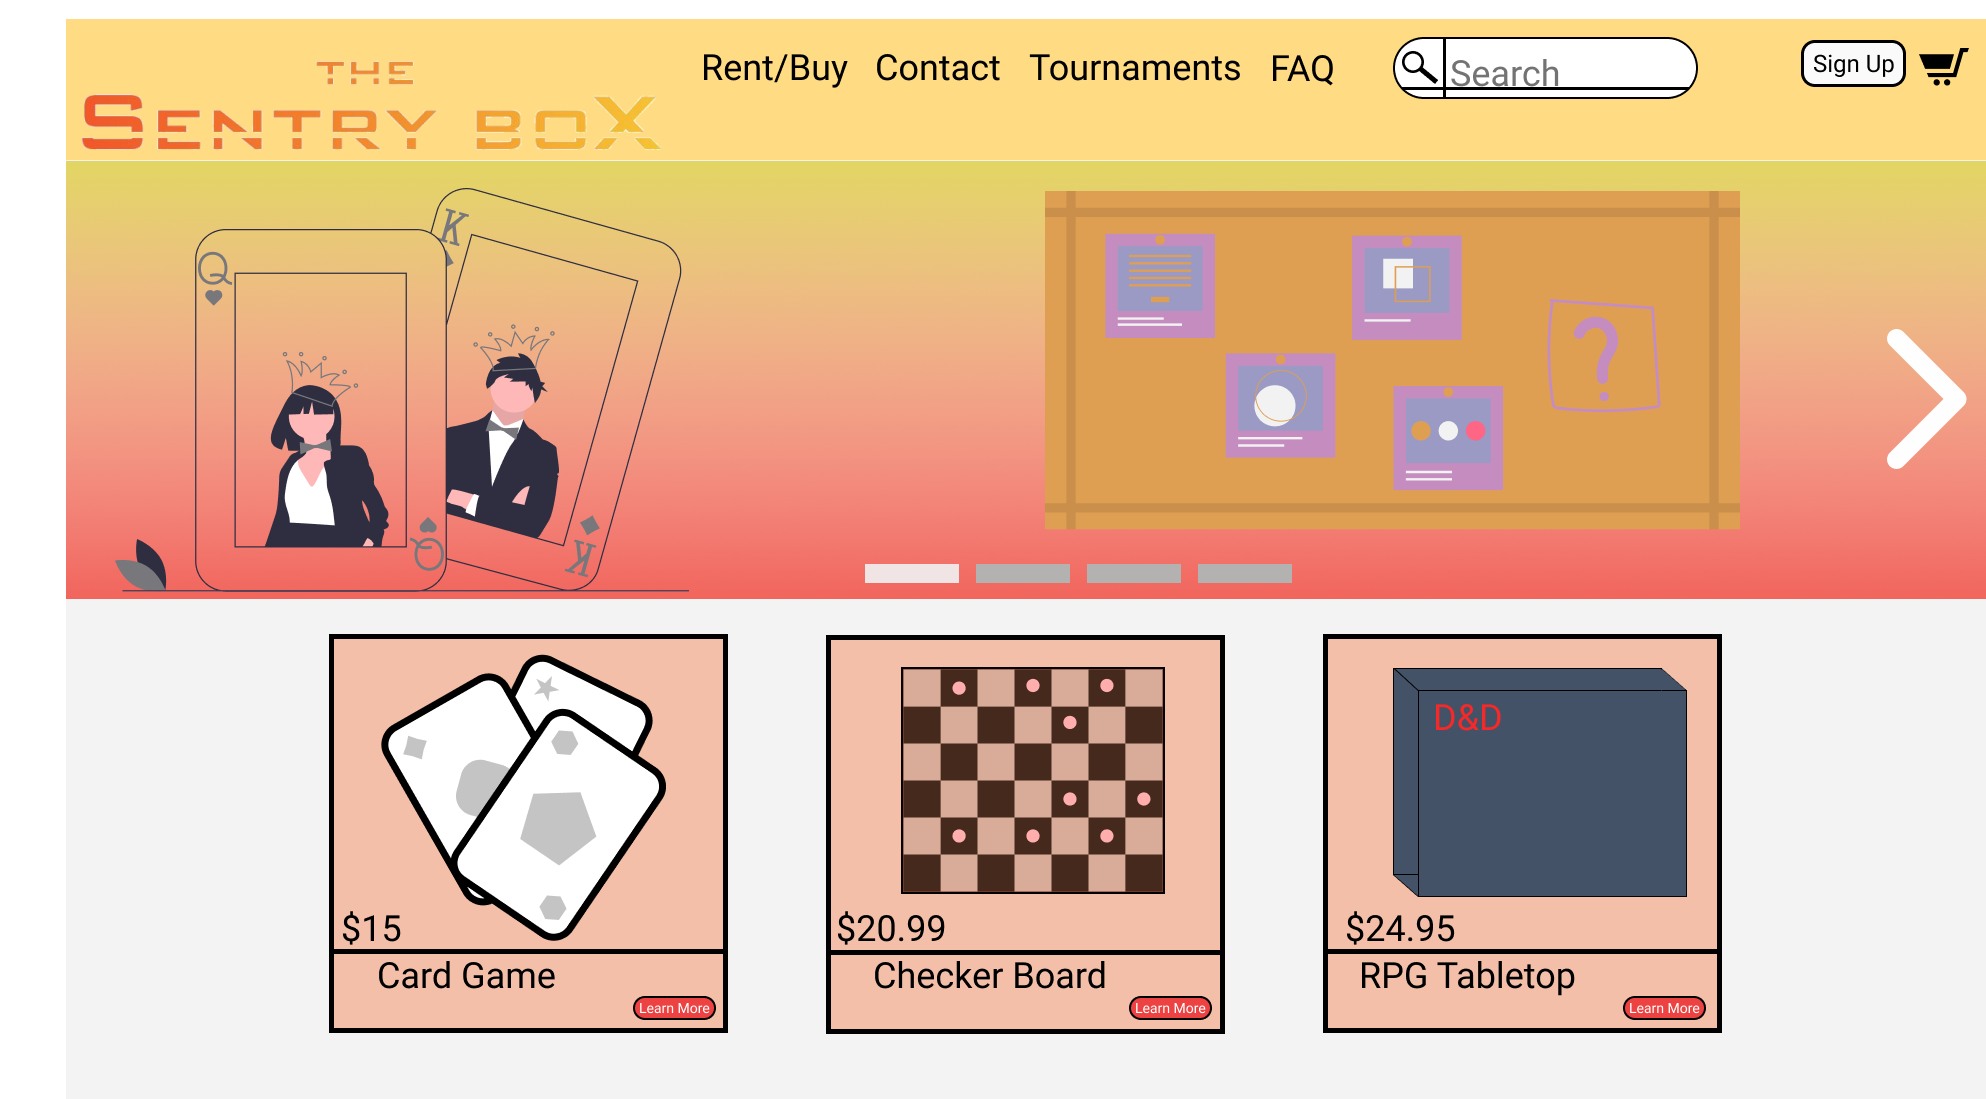 THE
SENTRY BOX
Rent/Buy Contact Tournaments FAQ
Search
Sign Up
K
Q
?
Q
K
D&D
$15
$20.99
$24.95
Card Game
Checker Board
RPG Tabletop
Learn More
Learn More
Learn More